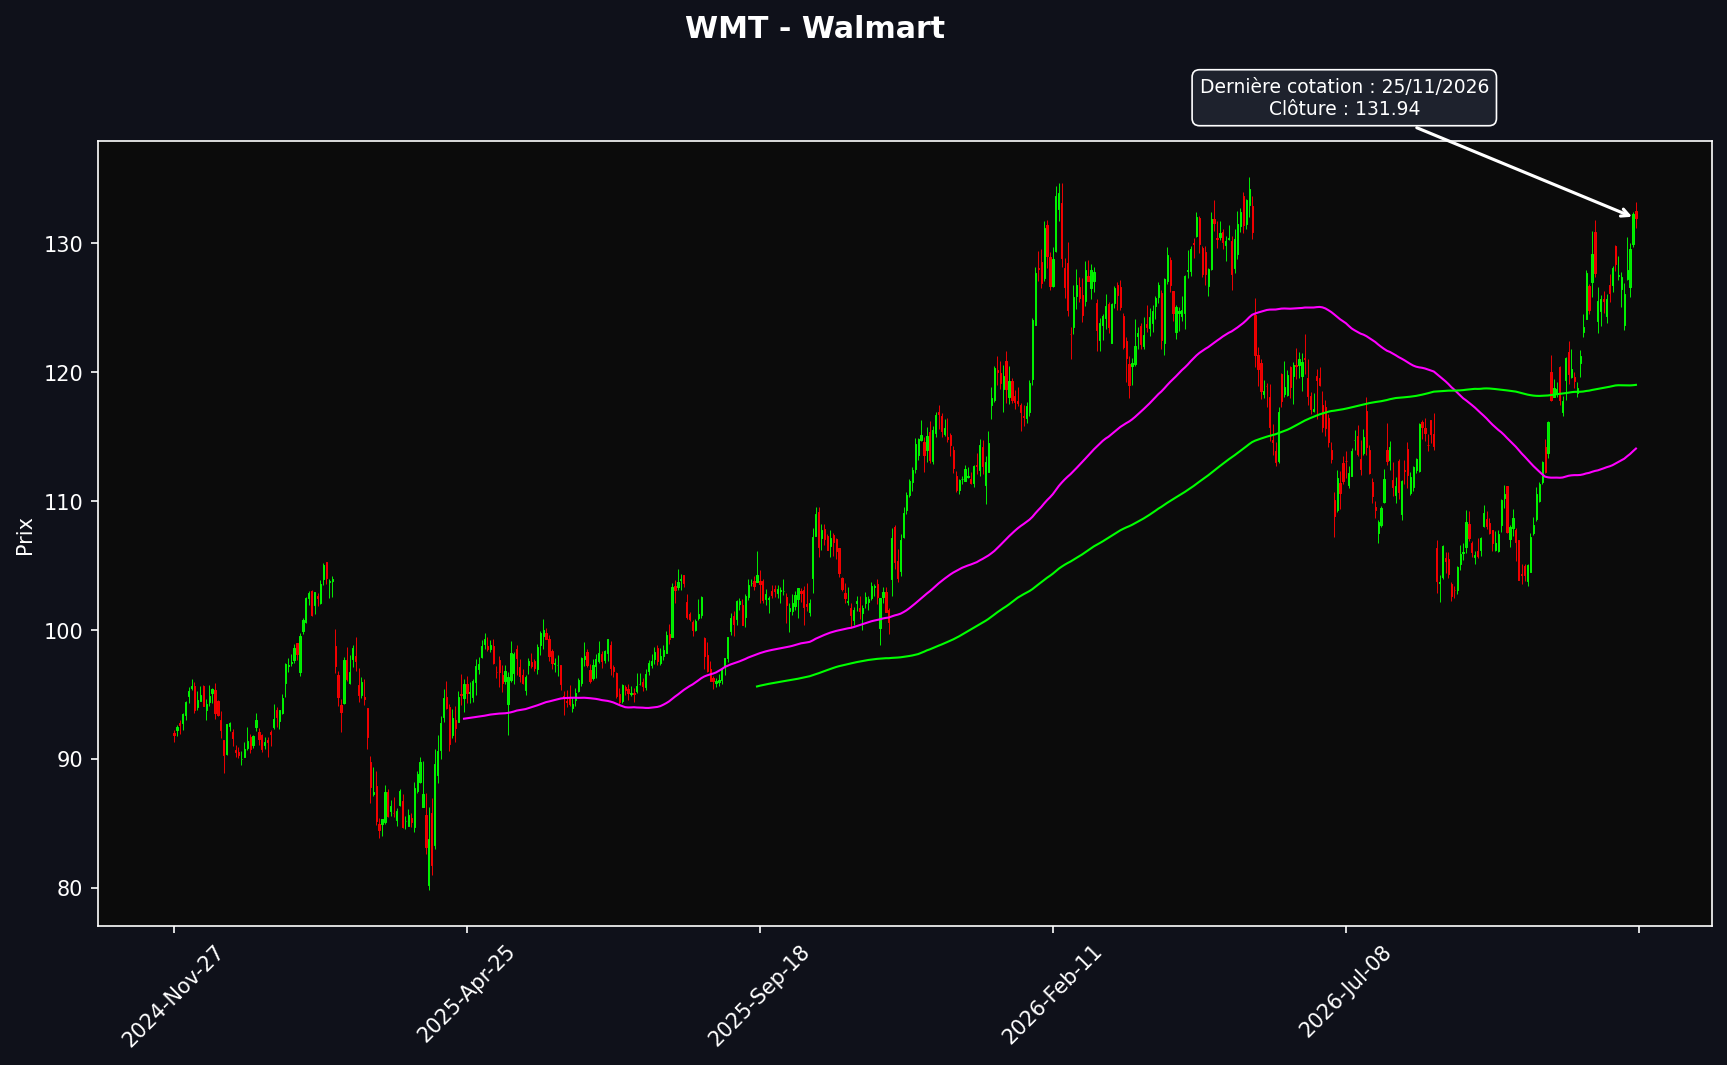 WMT - Walmart
Dernière cotation : 25/11/2026
Clôture : 131.94
Prix
130
120
110
100
90
80
2024-Nov-27
2025-Apr-25
2025-Sep-18
2026-Feb-11
2026-Jul-08